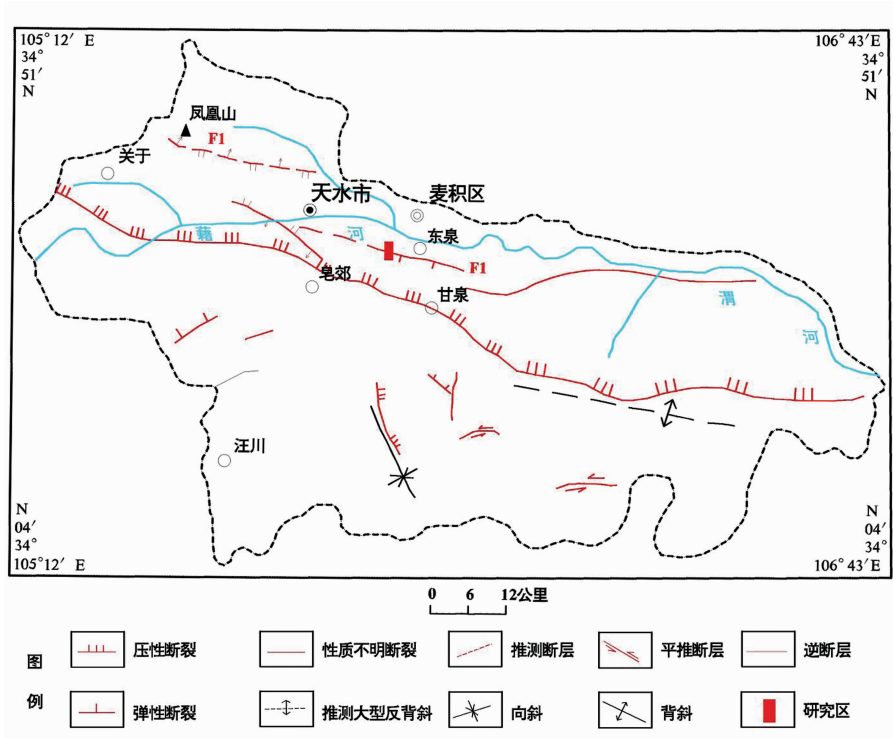 105° 12′ E
34°
51′
N
106° 43′E
34°
51′
N
凤凰山
F1
关于
天水市
麦积区
藉
河
东泉
F1
皂郊
甘泉
渭
河
汪川
N
04′
34°
105° 12′ E
N
04′
34°
106° 43′ E
0 6 12公里
图
例
压性断裂
性质不明断裂
推测断层
平推断层
逆断层
弹性断裂
推测大型反背斜
向斜
背斜
研究区